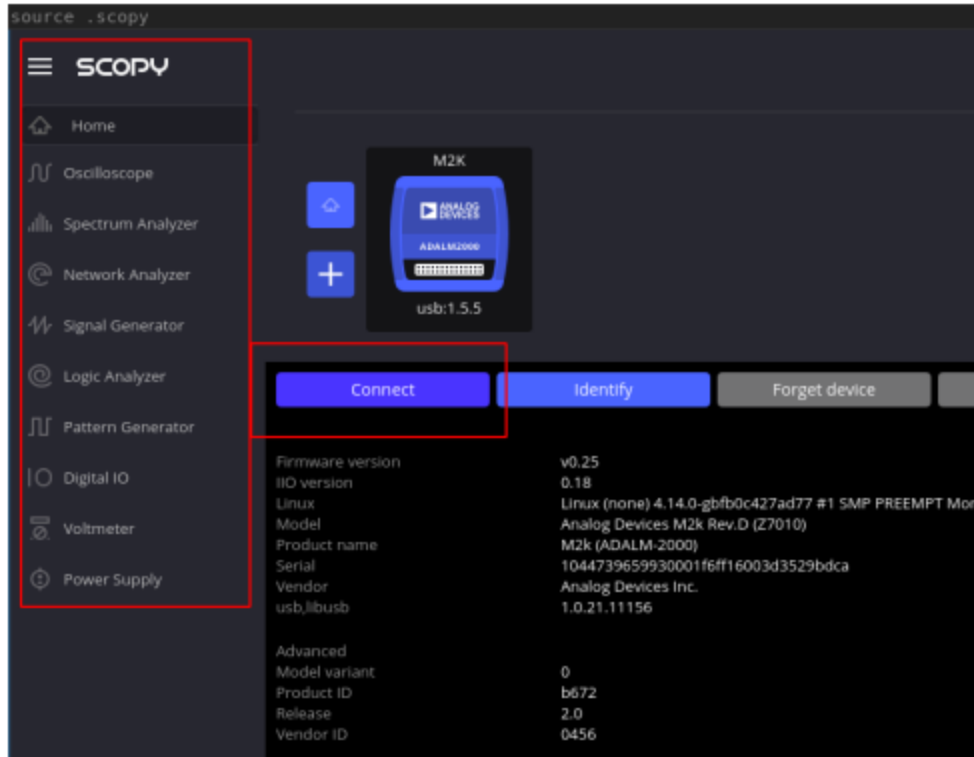 source .scopy
SCOPY
Home
Oscilloscope
Spectrum Analyzer
Network Analyzer
Signal Generator
Logic Analyzer
Pattern Generator
Digital IO
Voltmeter
Power Supply
M2K
ANALOG
DEVICES
ADALM2000
usb:1.5.5
Connect
Identify
Forget device
Firmware version v0.25
IIO version 0.18
Linux Linux (none) 4.14.0-gbfb0c427ad77 #1 SMP PREEMPT Mon
Model Analog Devices M2k Rev.D (Z7010)
Product name M2k (ADALM-2000)
Serial 1044739659930001f6ff16003d3529bdca
Vendor Analog Devices Inc.
usb,libusb 1.0.21.11156
Advanced
Model variant 0
Product ID b672
Release 2.0
Vendor ID 0456